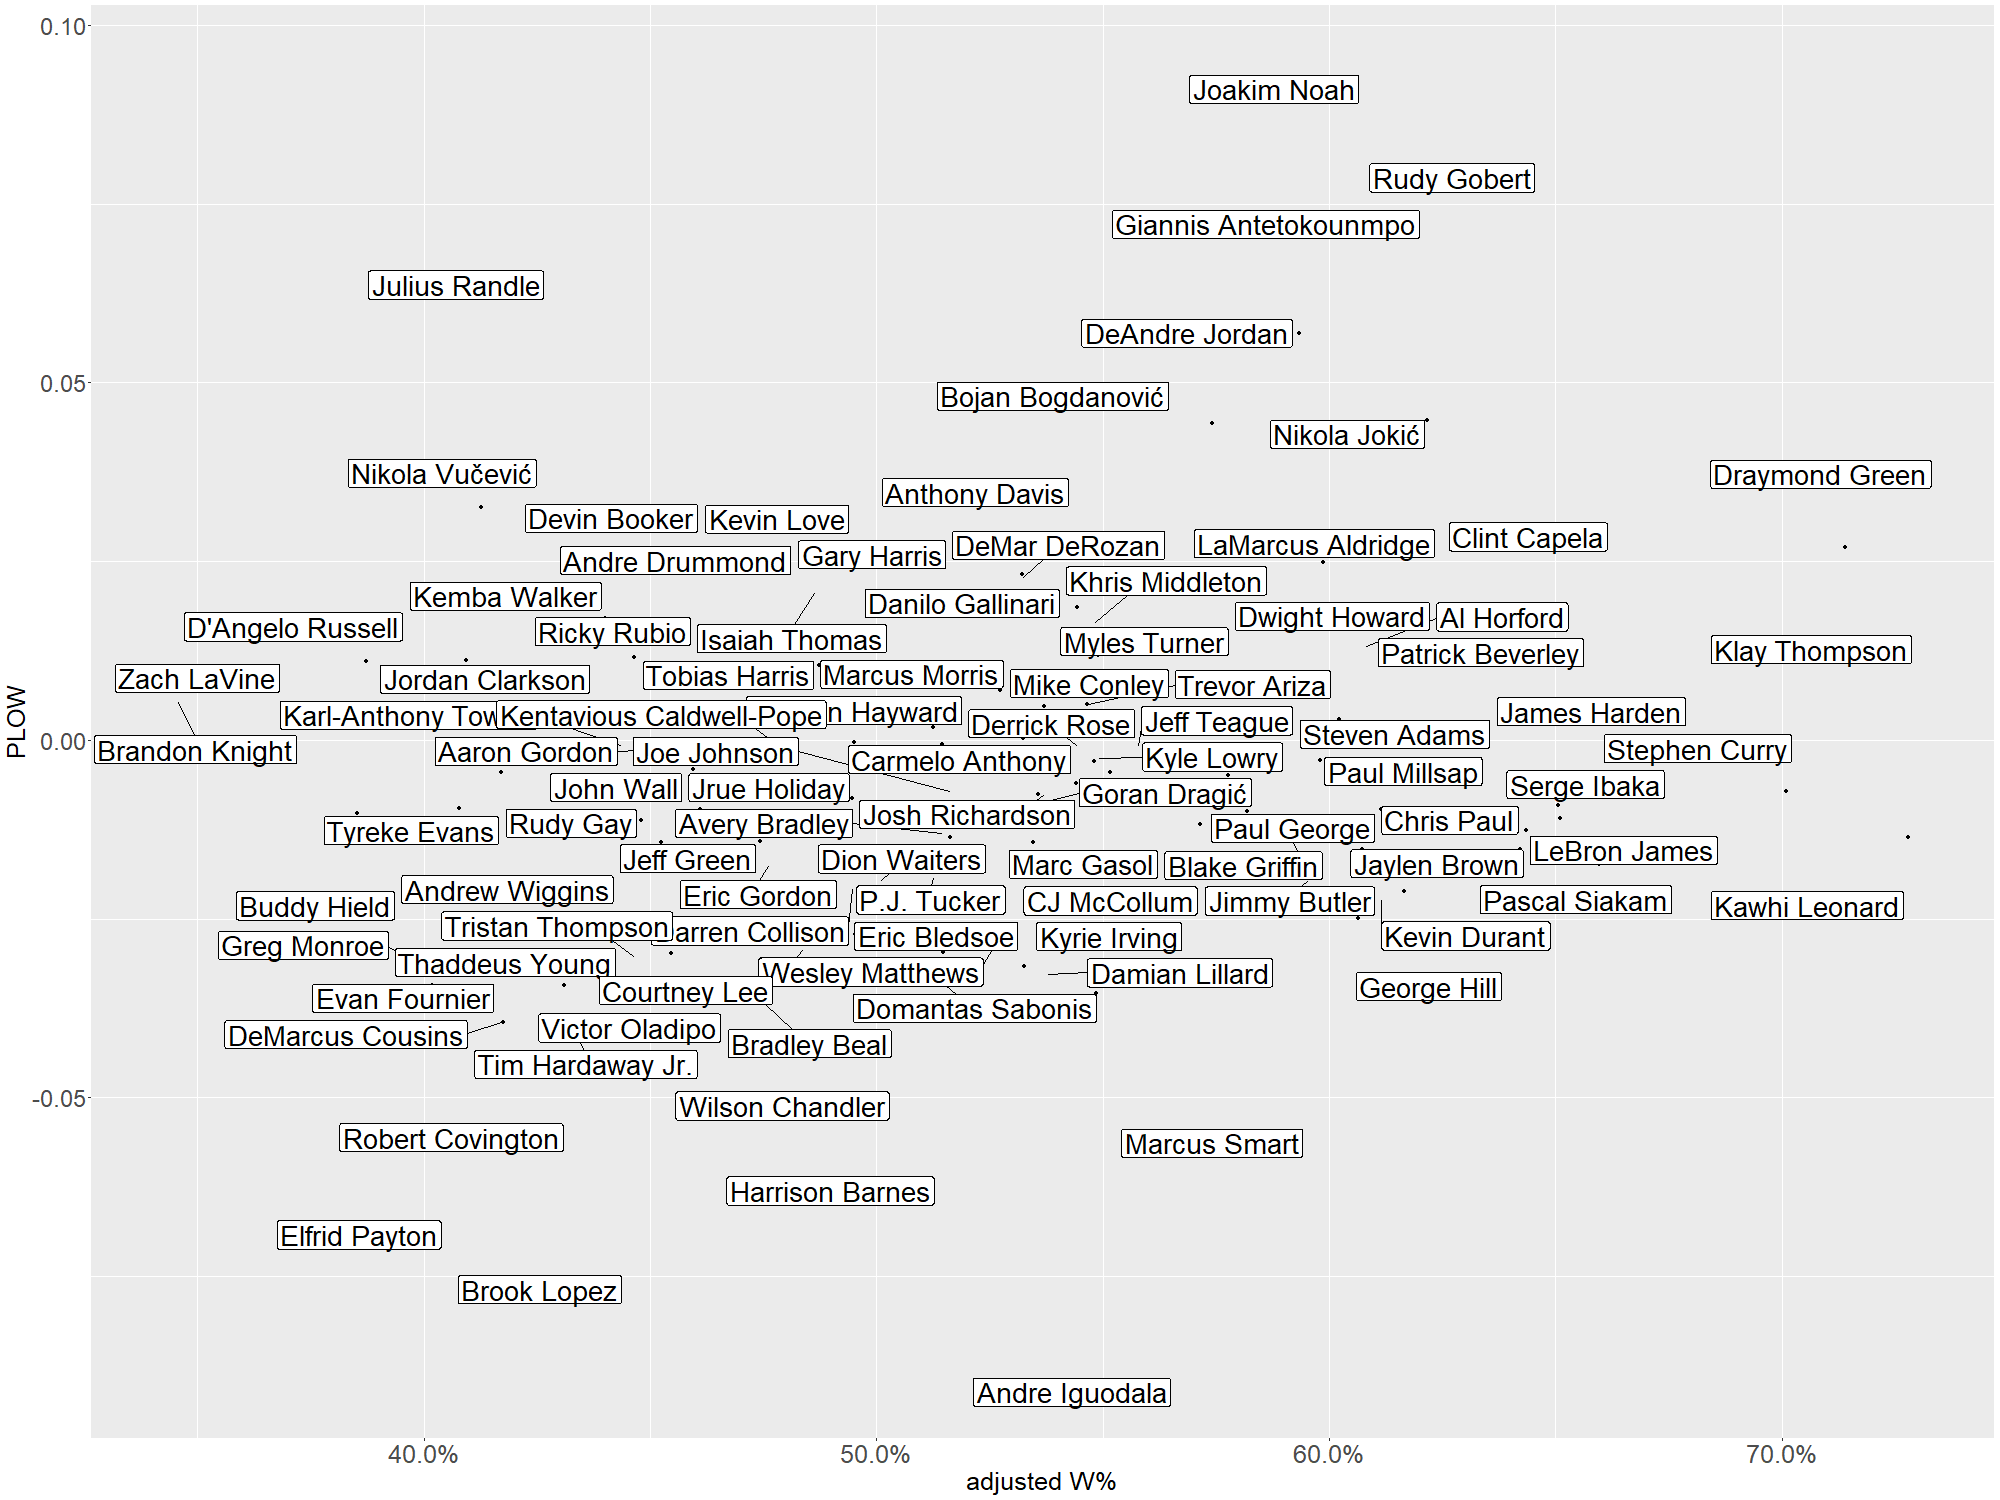 0.10
Joakim Noah
Rudy Gobert
Giannis Antetokounmpo
Julius Randle
DeAndre Jordan
0.05
Bojan Bogdanović
Nikola Jokić
Nikola Vučević
Draymond Green
Anthony Davis
Devin Booker
Kevin Love
Clint Capela
DeMar DeRozan
LaMarcus Aldridge
Gary Harris
Andre Drummond
Khris Middleton
Kemba Walker
Danilo Gallinari
Dwight Howard
Al Horford
D'Angelo Russell
Ricky Rubio
Isaiah Thomas
Myles Turner
Patrick Beverley
Klay Thompson
Zach LaVine
Jordan Clarkson
Tobias Harris
Marcus Morris
Mike Conley
Trevor Ariza
Karl-Anthony Tow
Kentavious Caldwell-Pope
n Hayward
Derrick Rose
Jeff Teague
James Harden
Steven Adams
PLOW
0.00
Brandon Knight
Aaron Gordon
Joe Johnson
Carmelo Anthony
Kyle Lowry
Stephen Curry
Paul Millsap
John Wall
Jrue Holiday
Goran Dragić
Serge Ibaka
Josh Richardson
Tyreke Evans
Rudy Gay
Avery Bradley
Paul George
Chris Paul
Jeff Green
Dion Waiters
Marc Gasol
Blake Griffin
Jaylen Brown
LeBron James
Andrew Wiggins
Eric Gordon
P.J. Tucker
CJ McCollum
Jimmy Butler
Pascal Siakam
Buddy Hield
Kawhi Leonard
Tristan Thompson
arren Collison
Eric Bledsoe
Kyrie Irving
Kevin Durant
Greg Monroe
Thaddeus Young
Wesley Matthews
Damian Lillard
Evan Fournier
Courtney Lee
George Hill
Domantas Sabonis
DeMarcus Cousins
Victor Oladipo
Bradley Beal
Tim Hardaway Jr.
-0.05
Wilson Chandler
Robert Covington
Marcus Smart
Harrison Barnes
Elfrid Payton
Brook Lopez
Andre Iguodala
40.0%
50.0%
60.0%
70.0%
adjusted W%